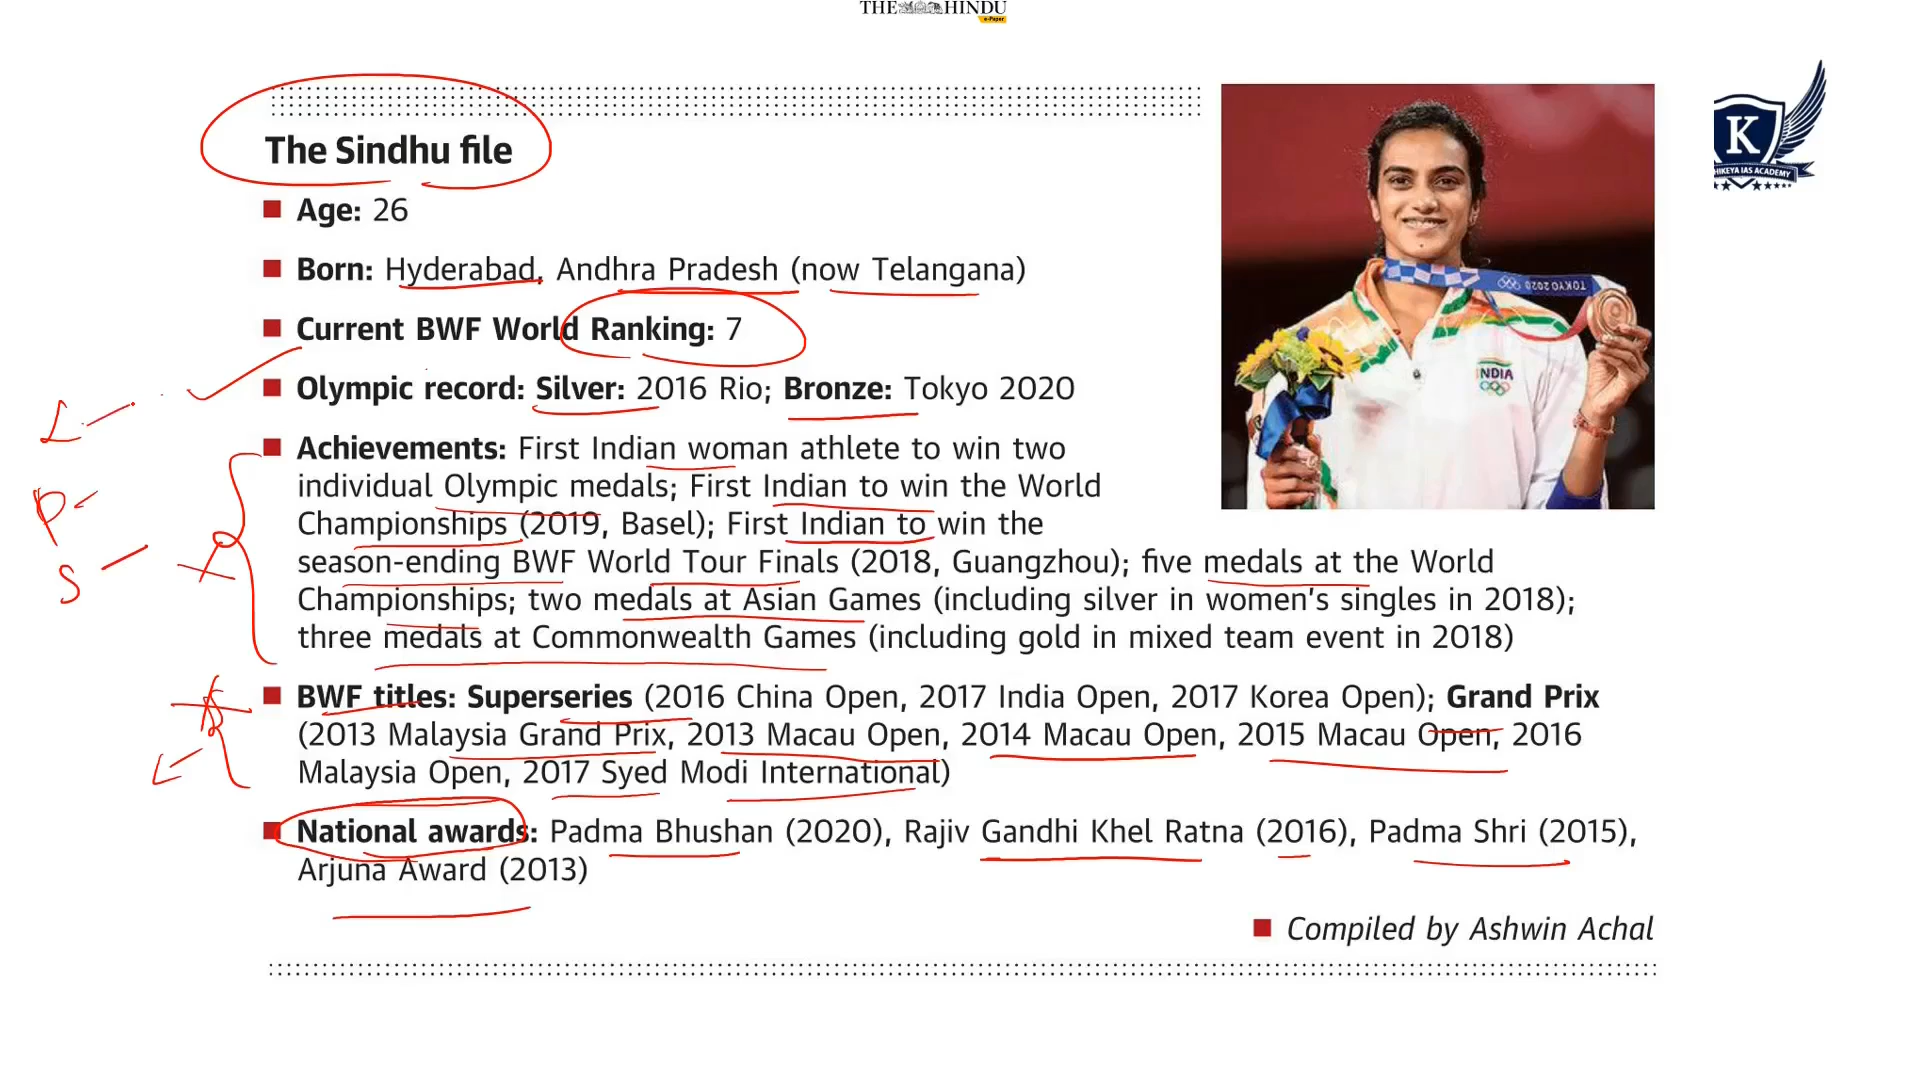 THE HINDU
e-Paper
K
HIKEYA IAS ACADEMY
The Sindhu file
Age: 26
Born: Hyderabad, Andhra Pradesh (now Telangana)
Current BWF World Ranking: 7
Olympic record: Silver: 2016 Rio; Bronze: Tokyo 2020
Achievements: First Indian woman athlete to win two
individual Olympic medals; First Indian to win the World
Championships (2019, Basel); First Indian to win the
season-ending BWF World Tour Finals (2018, Guangzhou); five medals at the World
Championships; two medals at Asian Games (including silver in women's singles in 2018);
three medals at Commonwealth Games (including gold in mixed team event in 2018)
BWF titles: Superseries (2016 China Open, 2017 India Open, 2017 Korea Open); Grand Prix
(2013 Malaysia Grand Prix, 2013 Macau Open, 2014 Macau Open, 2015 Macau Open, 2016
Malaysia Open, 2017 Syed Modi International)
National awards: Padma Bhushan (2020), Rajiv Gandhi Khel Ratna (2016), Padma Shri (2015),
Arjuna Award (2013)
Compiled by Ashwin Achal
TOKYO 2020
INDIA
L
P
S